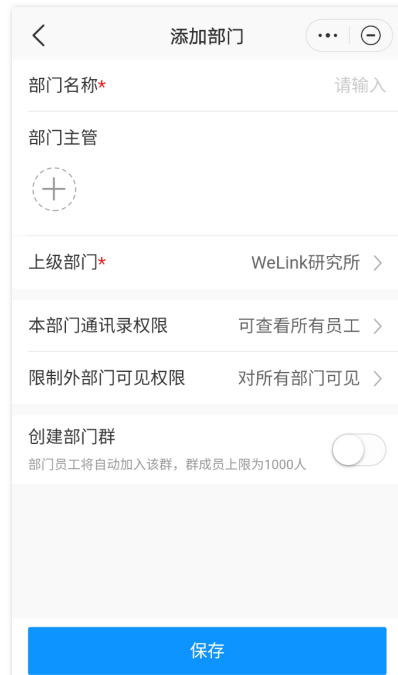 添加部门
部门名称* 请输入
部门主管
上级部门* WeLink研究所
本部门通讯录权限 可查看所有员工
限制外部门可见权限 对所有部门可见
创建部门群
部门员工将自动加入该群，群成员上限为1000人
保存